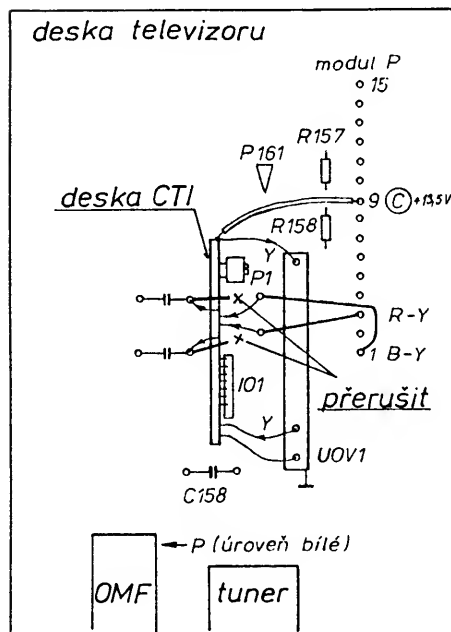 deska televizoru
modul P
15
R157
P161
9 C +13,5V
deska CTI
R158
Y
P1
R-Y
1 B-Y
IO1
přerušit
Y
UOV1
C158
P (úroveň bílé)
OMF
tuner